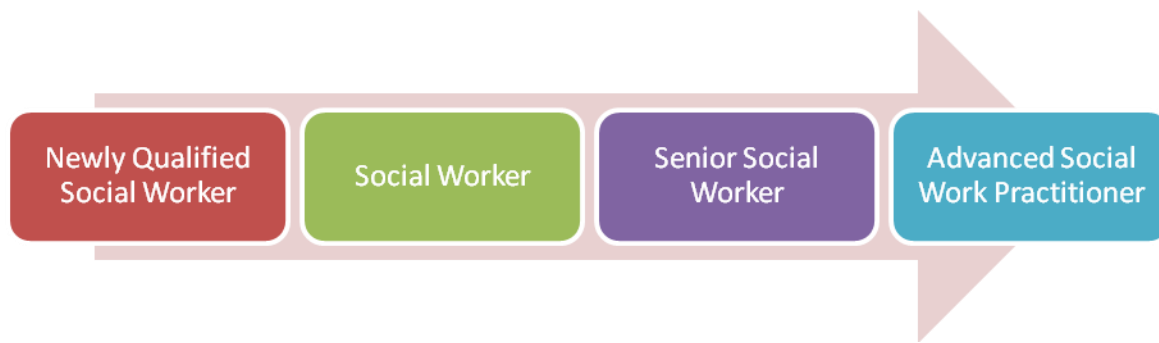 Newly Qualified
Social Worker
Social Worker
Senior Social
Worker
Advanced Social
Work Practitioner